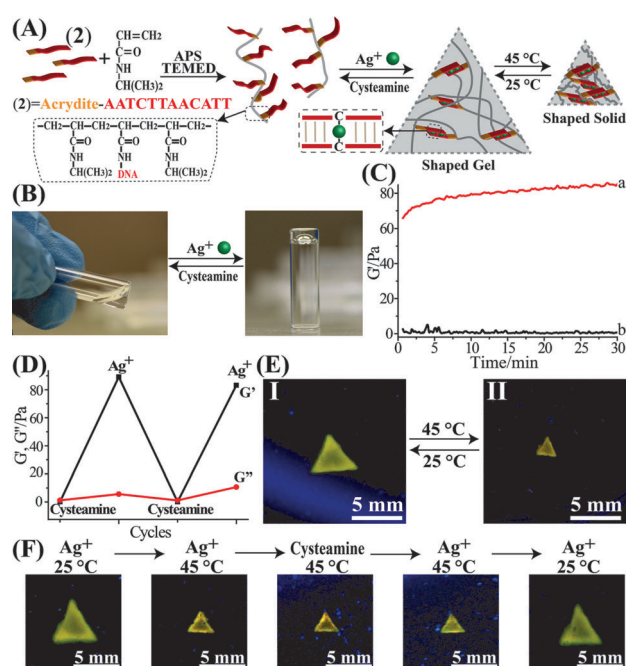 (A)
(2)
+
CH=CH₂
C=O
NH
CH(CH₃)₂
APS
TEMED
Ag⁺
Cysteamine
45 °C
25 °C
Shaped Solid
(2)=Acrydite-AATCTTAACATT
—CH—CH₂—CH—CH₂—CH—CH₂—
C=O C=O C=O
NH NH NH
CH(CH₃)₂ DNA CH(CH₃)₂
C
C
Shaped Gel
(B)
Ag⁺
Cysteamine
(C)
G'/Pa
80
60
40
20
0
a
b
0 5 10 15 20 25 30
Time/min
(D)
G', G''/Pa
80
60
40
20
0
Ag⁺
Ag⁺
G'
G''
Cysteamine
Cysteamine
Cycles
(E)
I
45 °C
25 °C
II
5 mm
5 mm
(F)
Ag⁺ Ag⁺ Cysteamine Ag⁺ Ag⁺
25 °C 45 °C 45 °C 45 °C 25 °C
5 mm 5 mm 5 mm 5 mm 5 mm